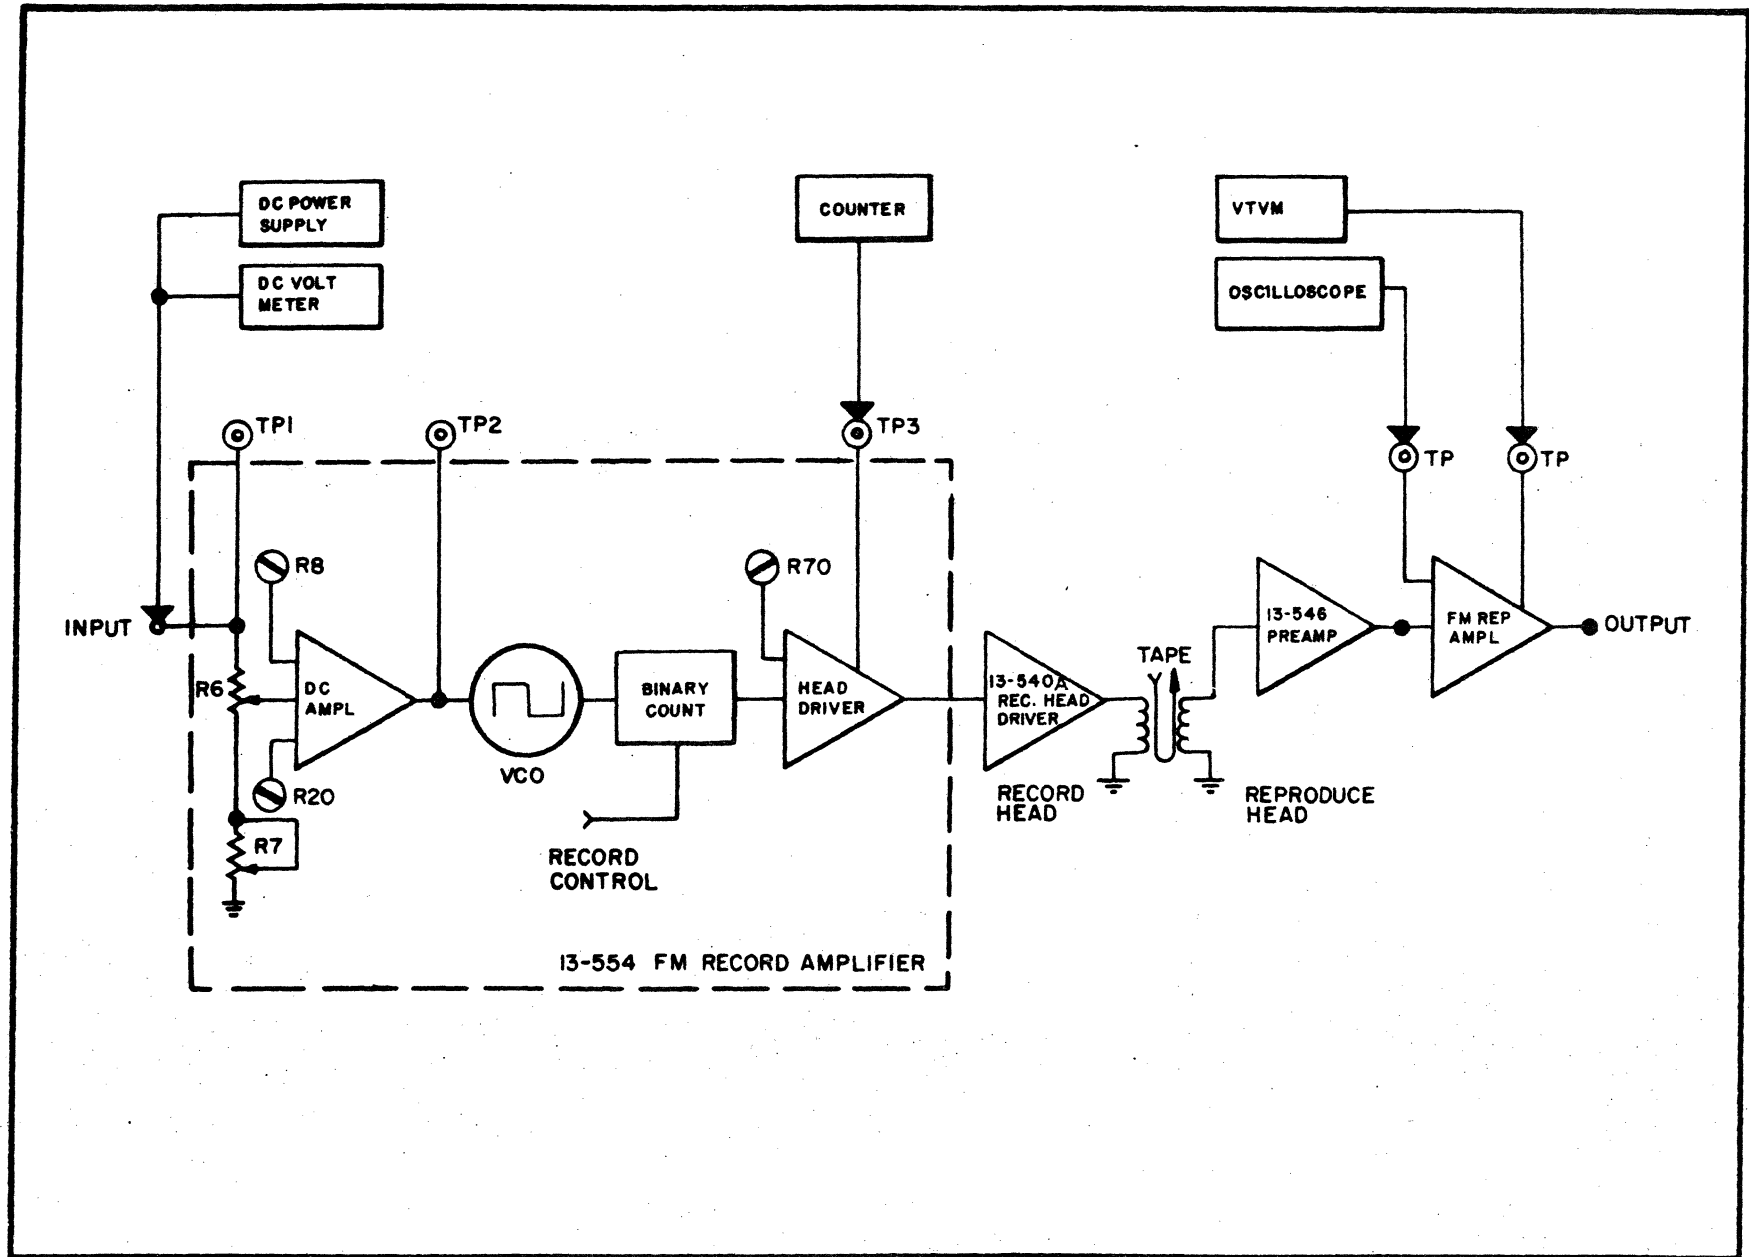 DC POWER
SUPPLY
DC VOLT
METER
COUNTER
VTVM
OSCILLOSCOPE
TP1
TP2
TP3
TP
TP
R8
R70
INPUT
R6
DC
AMPL
R20
R7
VCO
BINARY
COUNT
RECORD
CONTROL
HEAD
DRIVER
13-554 FM RECORD AMPLIFIER
13-540A
REC. HEAD
DRIVER
RECORD
HEAD
TAPE
REPRODUCE
HEAD
13-546
PREAMP
FM REP
AMPL
OUTPUT